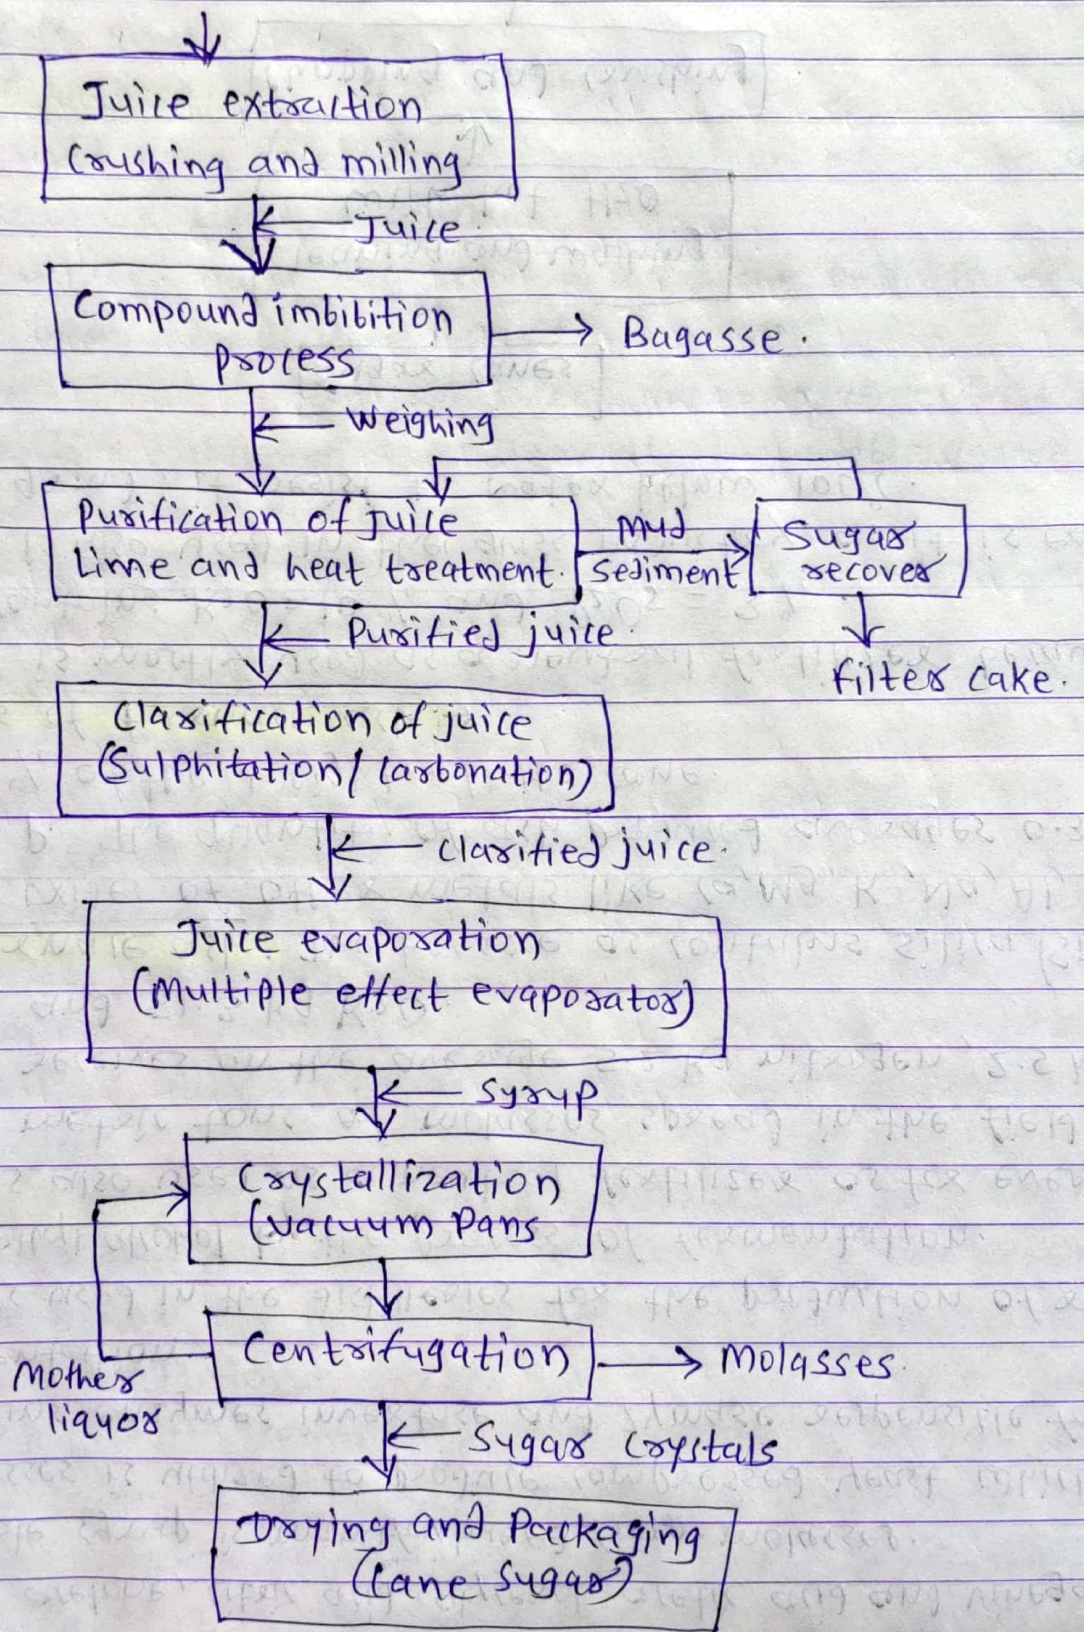 Juice extraction
Crushing and milling
Juice
Compound imbibition
process
Bagasse.
Weighing
Purification of juice
Lime and heat treatment.
Mud
Sediment
Sugar
recover
Purified juice.
Filter cake.
Clarification of juice
(Sulphitation/Carbonation)
Clarified juice.
Juice evaporation
(Multiple effect evaporator)
Syrup
Crystallization
(Vacuum Pans
Centrifugation
Molasses.
Mother
liquor
Sugar Crystals
Drying and Packaging
(Cane Sugar)